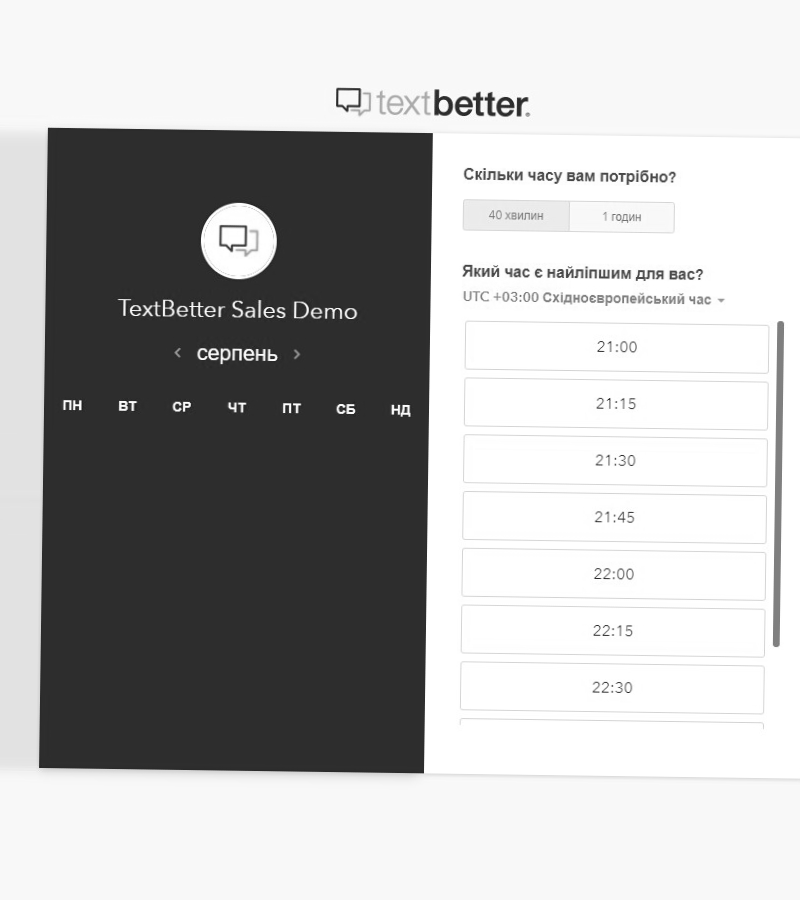 textbetter.
TextBetter Sales Demo
серпень
ПН ВТ СР ЧТ ПТ СБ НД
Скільки часу вам потрібно?
40 хвилин 1 годин
Який час є найліпшим для вас?
UTC +03:00 Східноєвропейський час
21:00
21:15
21:30
21:45
22:00
22:15
22:30